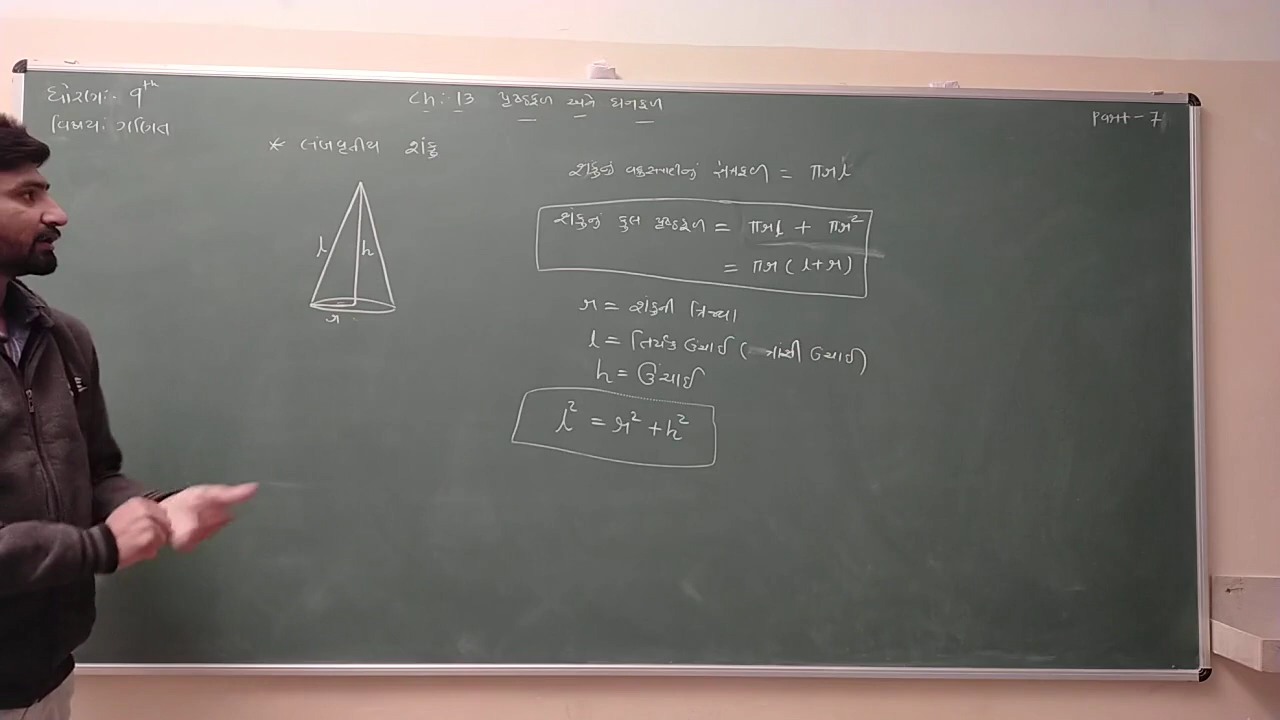 ધોરણ:- 9th
વિષય: ગણિત
Ch: 13 પૃષ્ઠફળ અને ઘનફળ
Part - 7
* લંબવૃત્તીય શંકુ
l
h
r
શંકુનું વક્રસપાટીનું ક્ષેત્રફળ = πrl
શંકુનું કુલ પૃષ્ઠફળ = πrl + πr²
= πr(l+r)
r = શંકુની ત્રિજ્યા
l = તિર્યક ઉંચાઈ ( ત્રાંસી ઉંચાઈ)
h = ઉંચાઈ
l² = r² + h²